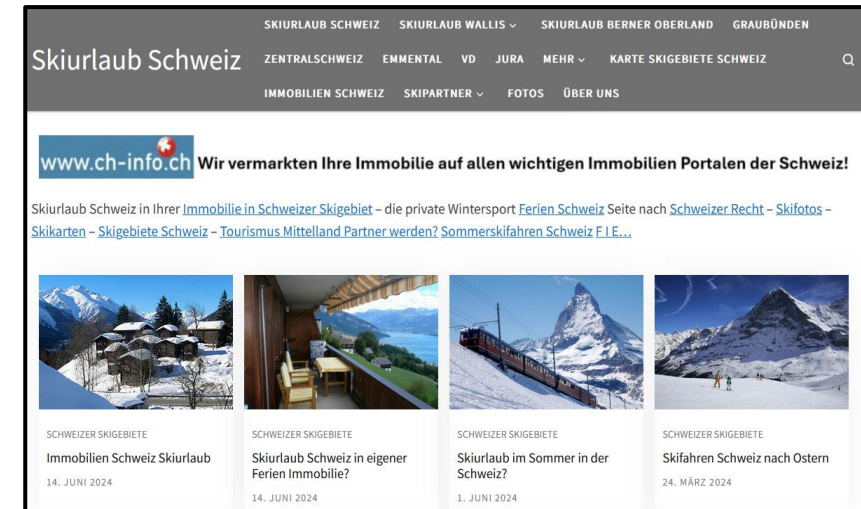 SKIURLAUB SCHWEIZ SKIURLAUB WALLIS SKIURLAUB BERNER OBERLAND GRAUBÜNDEN
Skiurlaub Schweiz
ZENTRALSCHWEIZ EMMENTAL VD JURA MEHR KARTE SKIGEBIETE SCHWEIZ
IMMOBILIEN SCHWEIZ SKIPARTNER FOTOS ÜBER UNS
www.ch-info.ch Wir vermarkten Ihre Immobilie auf allen wichtigen Immobilien Portalen der Schweiz!
Skiurlaub Schweiz in Ihrer Immobilie in Schweizer Skigebiet – die private Wintersport Ferien Schweiz Seite nach Schweizer Recht – Skifotos –
Skikarten – Skigebiete Schweiz – Tourismus Mittelland Partner werden? Sommerskifahren Schweiz F I E…
SCHWEIZER SKIGEBIETE
Immobilien Schweiz Skiurlaub
14. JUNI 2024
SCHWEIZER SKIGEBIETE
Skiurlaub Schweiz in eigener
Ferien Immobilie?
14. JUNI 2024
SCHWEIZER SKIGEBIETE
Skiurlaub im Sommer in der
Schweiz?
1. JUNI 2024
SCHWEIZER SKIGEBIETE
Skifahren Schweiz nach Ostern
24. MÄRZ 2024